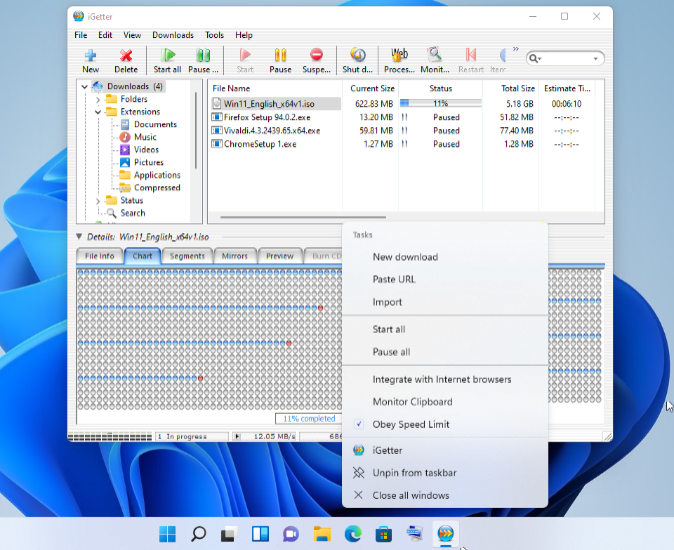 iGetter
File Edit View Downloads Tools Help
New Delete Start all Pause ... Start Pause Suspe... Shut d... Proces... Monit... Restart
Web
Downloads (4)
Folders
Extensions
Documents
Music
Videos
Pictures
Applications
Compressed
Status
Search
File Name Current Size Status Total Size Estimate Ti...
Win11_English_x64v1.iso 622.83 MB 11% 5.18 GB 00:06:10
Firefox Setup 94.0.2.exe 13.20 MB Paused 51.82 MB --:--:--
Vivaldi.4.3.2439.65.x64.exe 59.81 MB Paused 77.40 MB --:--:--
ChromeSetup 1.exe 1.27 MB Paused 1.28 MB --:--:--
Details: Win11_English_x64v1.iso
File Info Chart Segments Mirrors Preview Burn CD
11% completed
1 In progress 12.05 MB/s 686
Tasks
New download
Paste URL
Import
Start all
Pause all
Integrate with Internet browsers
Monitor Clipboard
Obey Speed Limit
iGetter
Unpin from taskbar
Close all windows